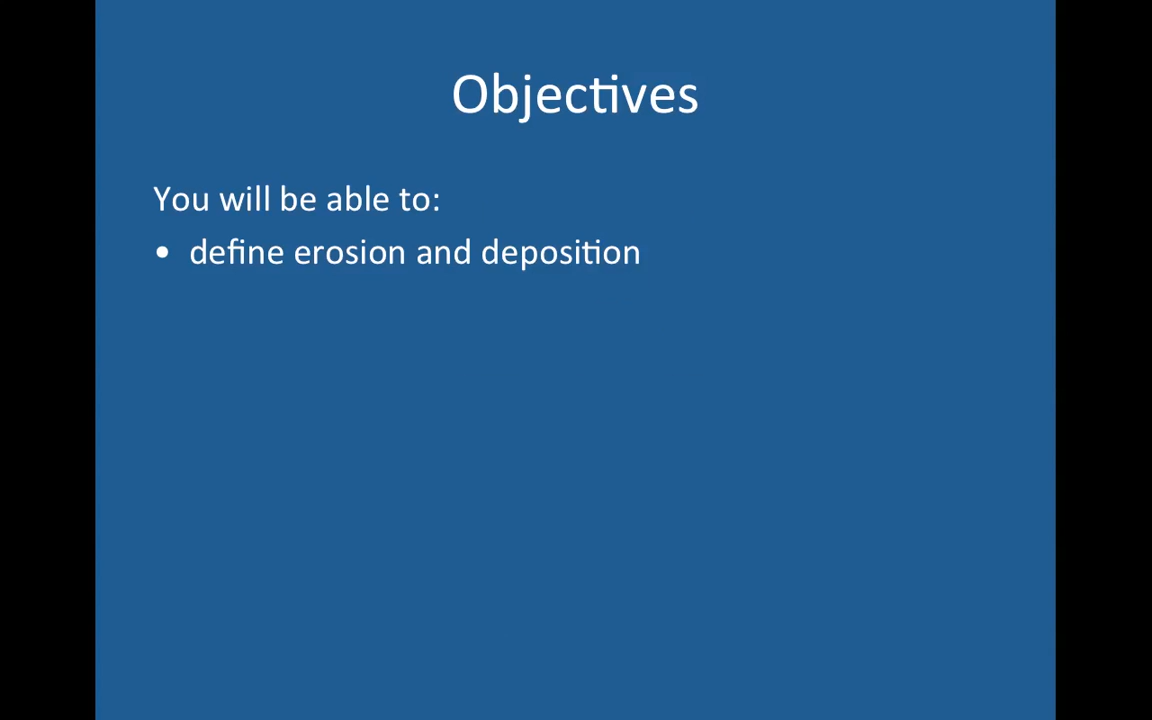 Objectives
You will be able to:
• define erosion and deposition